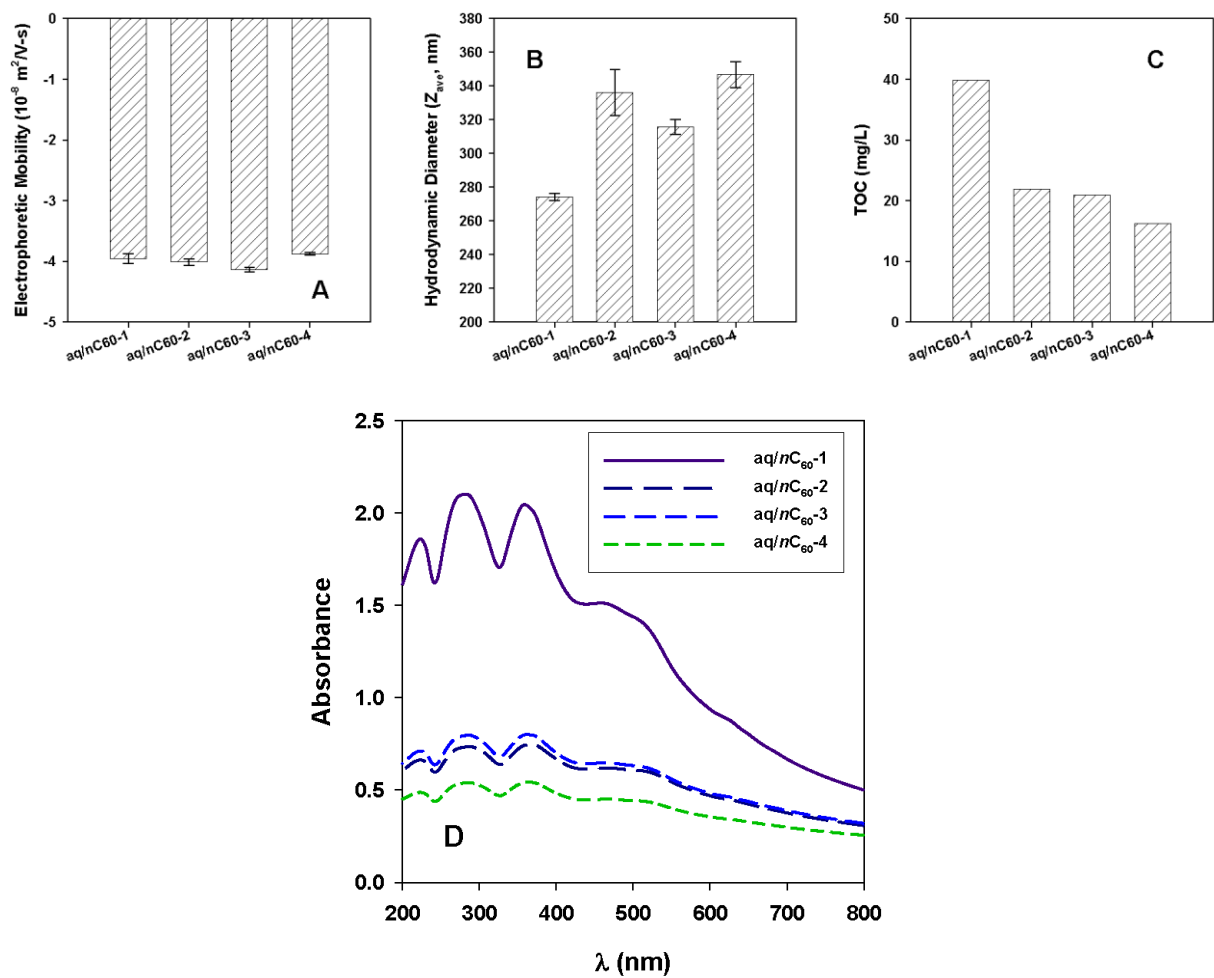 Electrophoretic Mobility (10⁻⁸ m²/V-s)
0
-1
-2
-3
-4
-5
A
aq/nC60-1
aq/nC60-2
aq/nC60-3
aq/nC60-4
Hydrodynamic Diameter (Zave, nm)
380
360
340
320
300
280
260
240
220
200
B
aq/nC60-1
aq/nC60-2
aq/nC60-3
aq/nC60-4
TOC (mg/L)
50
40
30
20
10
0
C
aq/nC60-1
aq/nC60-2
aq/nC60-3
aq/nC60-4
Absorbance
2.5
2.0
1.5
1.0
0.5
0.0
aq/nC₆₀-1
aq/nC₆₀-2
aq/nC₆₀-3
aq/nC₆₀-4
D
200 300 400 500 600 700 800
λ (nm)